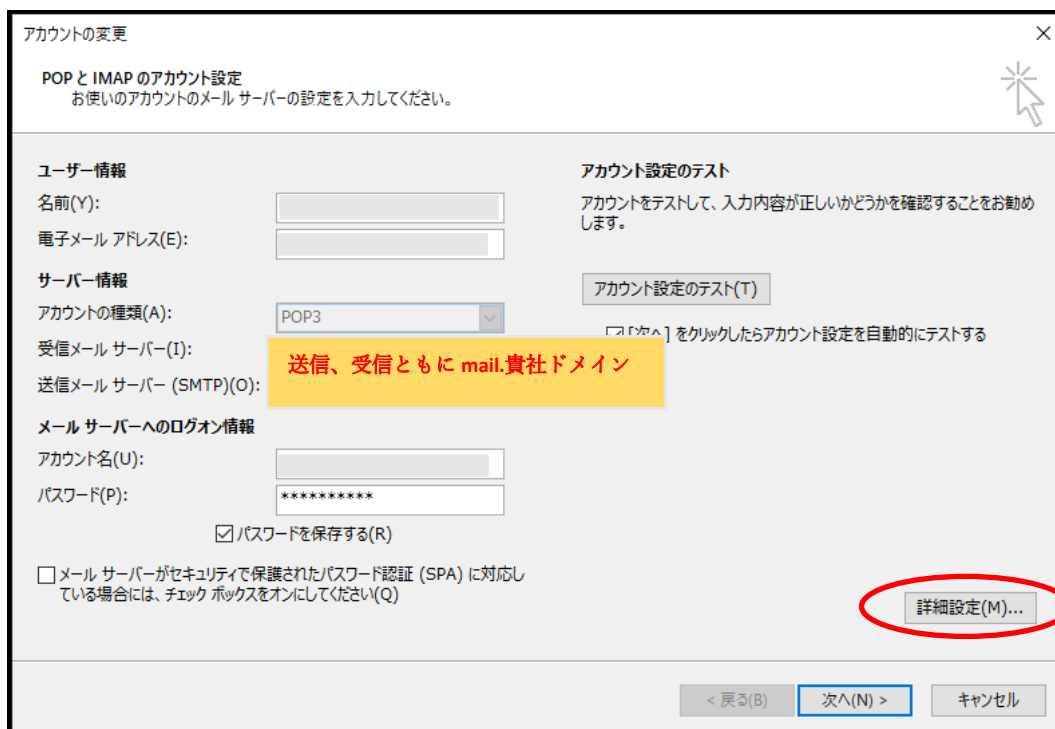 アカウントの変更
POP と IMAP のアカウント設定
お使いのアカウントのメール サーバーの設定を入力してください。
ユーザー情報
名前(Y):
電子メール アドレス(E):
サーバー情報
アカウントの種類(A):
POP3
受信メール サーバー(I):
送信メール サーバー (SMTP)(O):
送信、受信ともに mail.貴社ドメイン
メール サーバーへのログオン情報
アカウント名(U):
パスワード(P):
**********
パスワードを保存する(R)
メール サーバーがセキュリティで保護されたパスワード認証 (SPA) に対応し
ている場合には、チェック ボックスをオンにしてください(Q)
アカウント設定のテスト
アカウントをテストして、入力内容が正しいかどうかを確認することをお勧め
します。
アカウント設定のテスト(T)
[次へ] をクリックしたらアカウント設定を自動的にテストする
詳細設定(M)...
< 戻る(B)
次へ(N) >
キャンセル